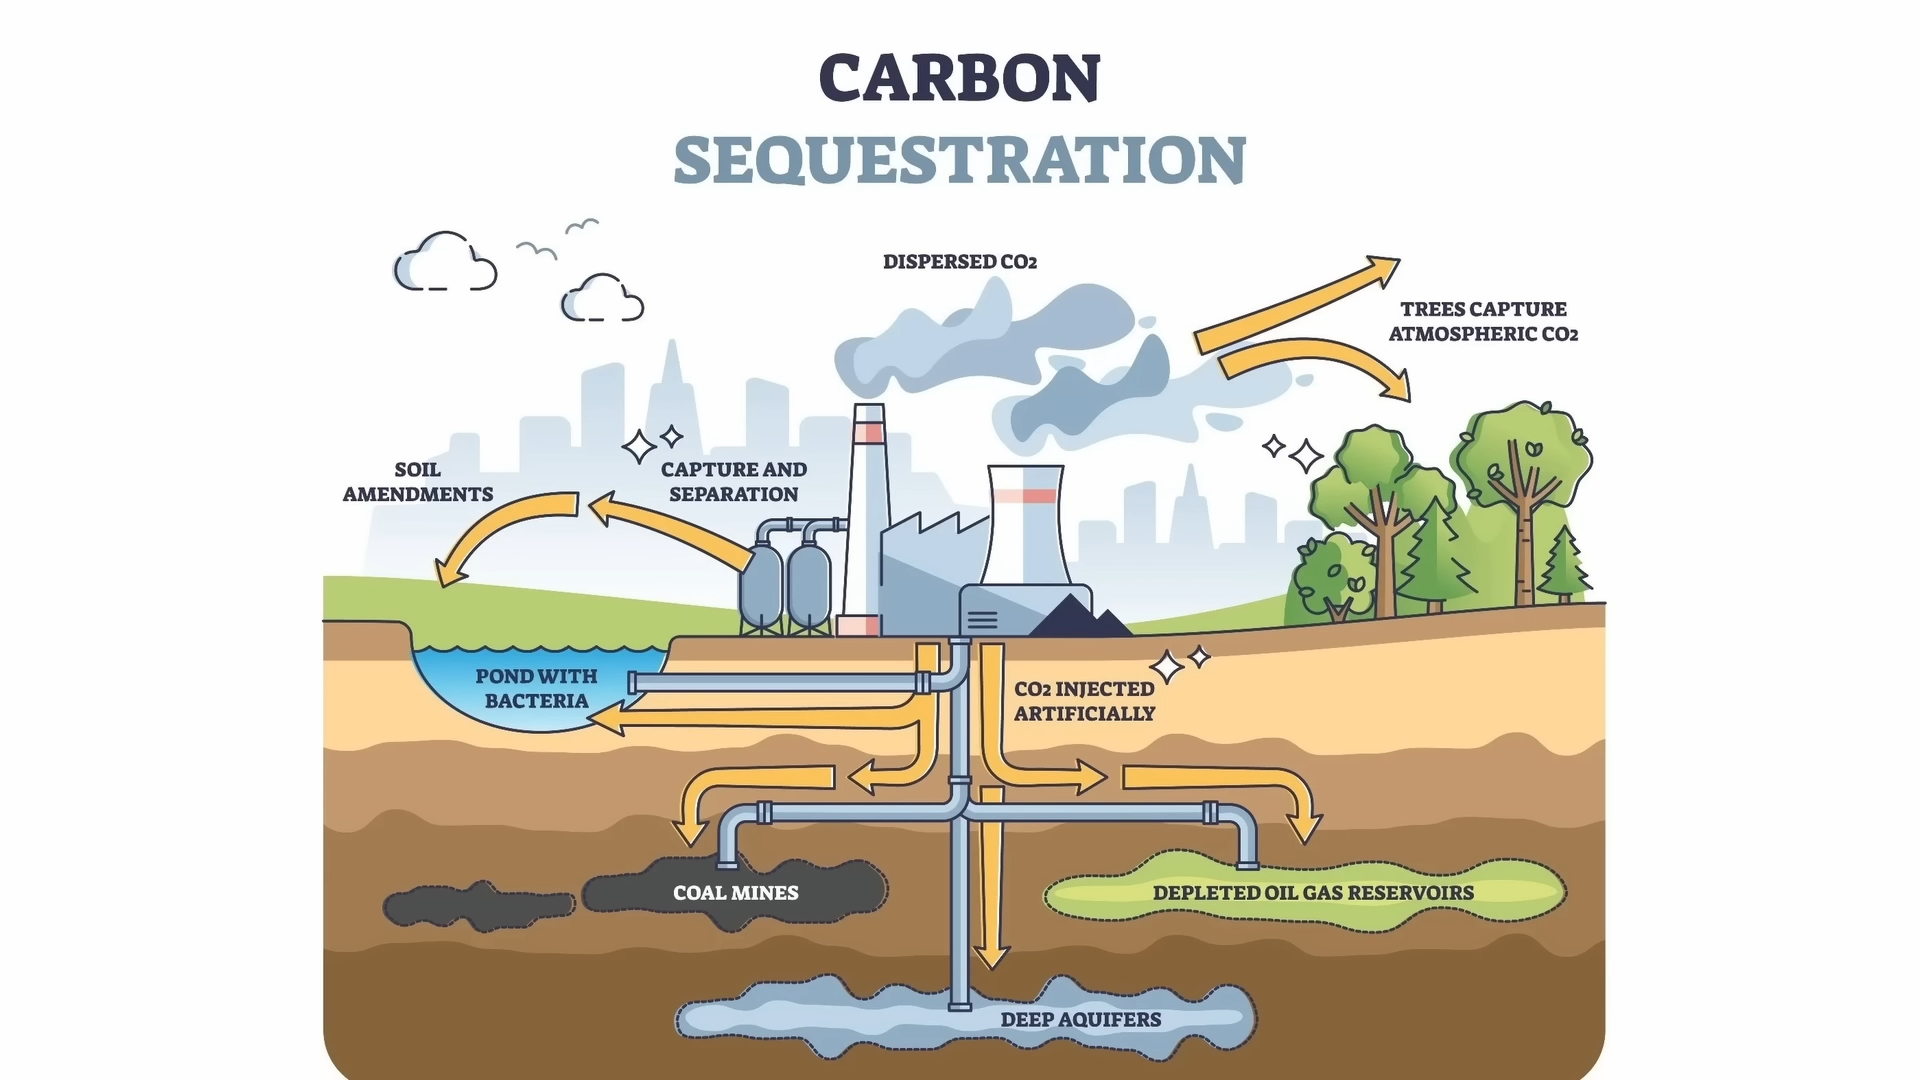 CARBON
SEQUESTRATION
DISPERSED CO2
TREES CAPTURE
ATMOSPHERIC CO2
SOIL
AMENDMENTS
CAPTURE AND
SEPARATION
POND WITH
BACTERIA
CO2 INJECTED
ARTIFICIALLY
COAL MINES
DEPLETED OIL GAS RESERVOIRS
DEEP AQUIFERS